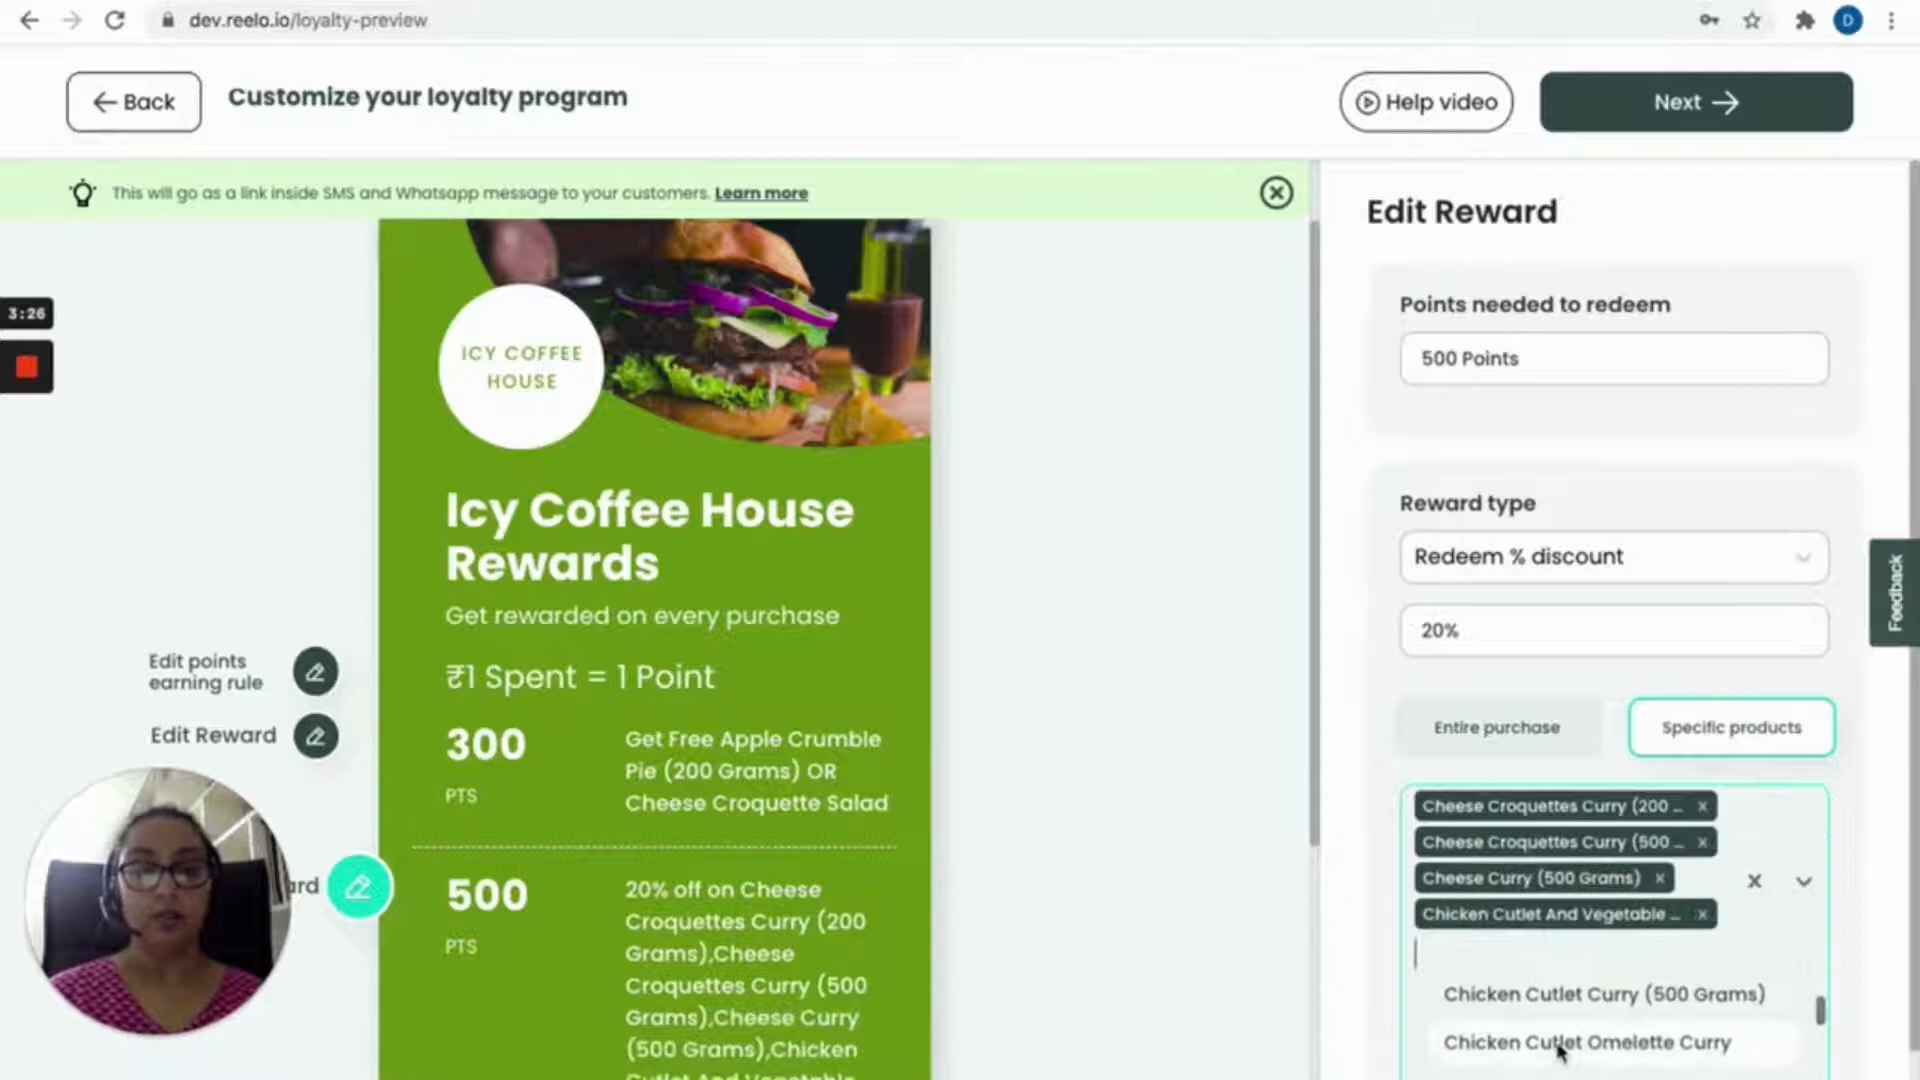 dev.reelo.io/loyalty-preview
D
Back
Customize your loyalty program
Help video
Next
This will go as a link inside SMS and Whatsapp message to your customers. Learn more
3:26
ICY COFFEE
HOUSE
Icy Coffee House
Rewards
Get rewarded on every purchase
₹1 Spent = 1 Point
Edit points
earning rule
Edit Reward
300
PTS
Get Free Apple Crumble
Pie (200 Grams) OR
Cheese Croquette Salad
500
PTS
20% off on Cheese
Croquettes Curry (200
Grams),Cheese
Croquettes Curry (500
Grams),Cheese Curry
(500 Grams),Chicken
Cutlet And Vegetable
Edit Reward
Points needed to redeem
500 Points
Reward type
Redeem % discount
20%
Entire purchase
Specific products
Cheese Croquettes Curry (200 ...
Cheese Croquettes Curry (500 ...
Cheese Curry (500 Grams)
Chicken Cutlet And Vegetable ...
Chicken Cutlet Curry (500 Grams)
Chicken Cutlet Omelette Curry
Feedback